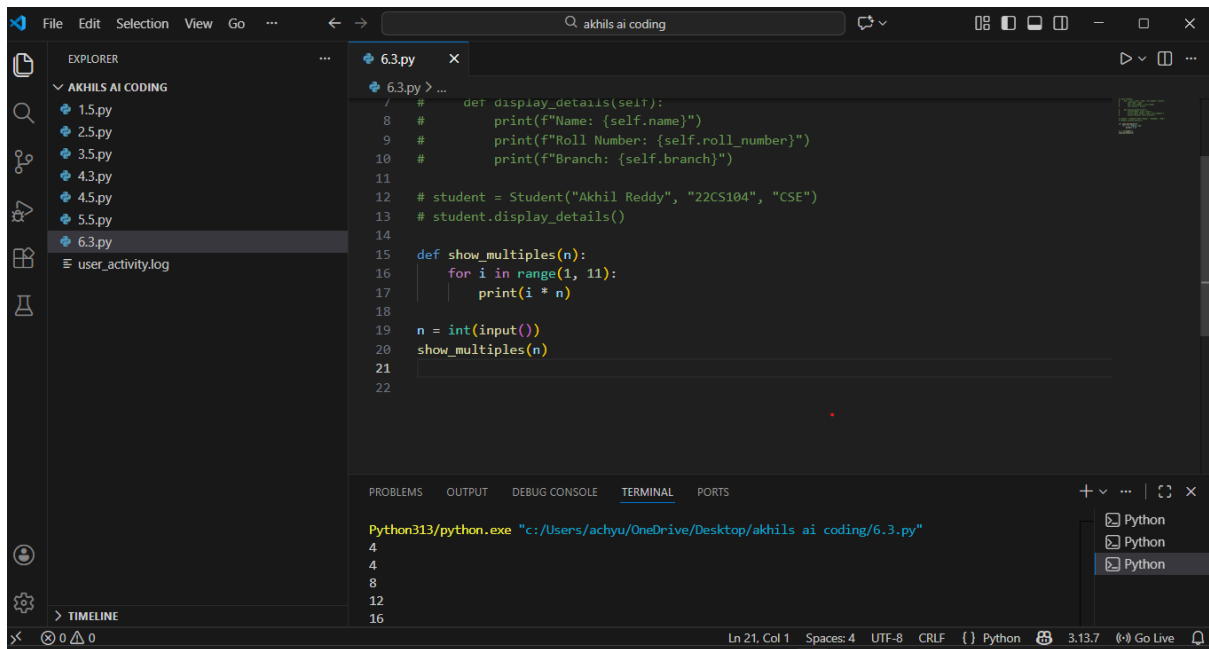 File Edit Selection View Go ··· ← → akhils ai coding
EXPLORER ···
AKHILS AI CODING
1.5.py
2.5.py
3.5.py
4.3.py
4.5.py
5.5.py
6.3.py
user_activity.log
TIMELINE
6.3.py
6.3.py > ...
7 #     def display_details(self):
8 #         print(f"Name: {self.name}")
9 #         print(f"Roll Number: {self.roll_number}")
10 #         print(f"Branch: {self.branch}")
11
12 # student = Student("Akhil Reddy", "22CS104", "CSE")
13 # student.display_details()
14
15 def show_multiples(n):
16     for i in range(1, 11):
17         print(i * n)
18
19 n = int(input())
20 show_multiples(n)
21
22
PROBLEMS OUTPUT DEBUG CONSOLE TERMINAL PORTS
Python313/python.exe "c:/Users/achyu/OneDrive/Desktop/akhils ai coding/6.3.py"
4
4
8
12
16
Python
Python
Python
0 0 Ln 21, Col 1 Spaces: 4 UTF-8 CRLF { } Python 3.13.7 Go Live